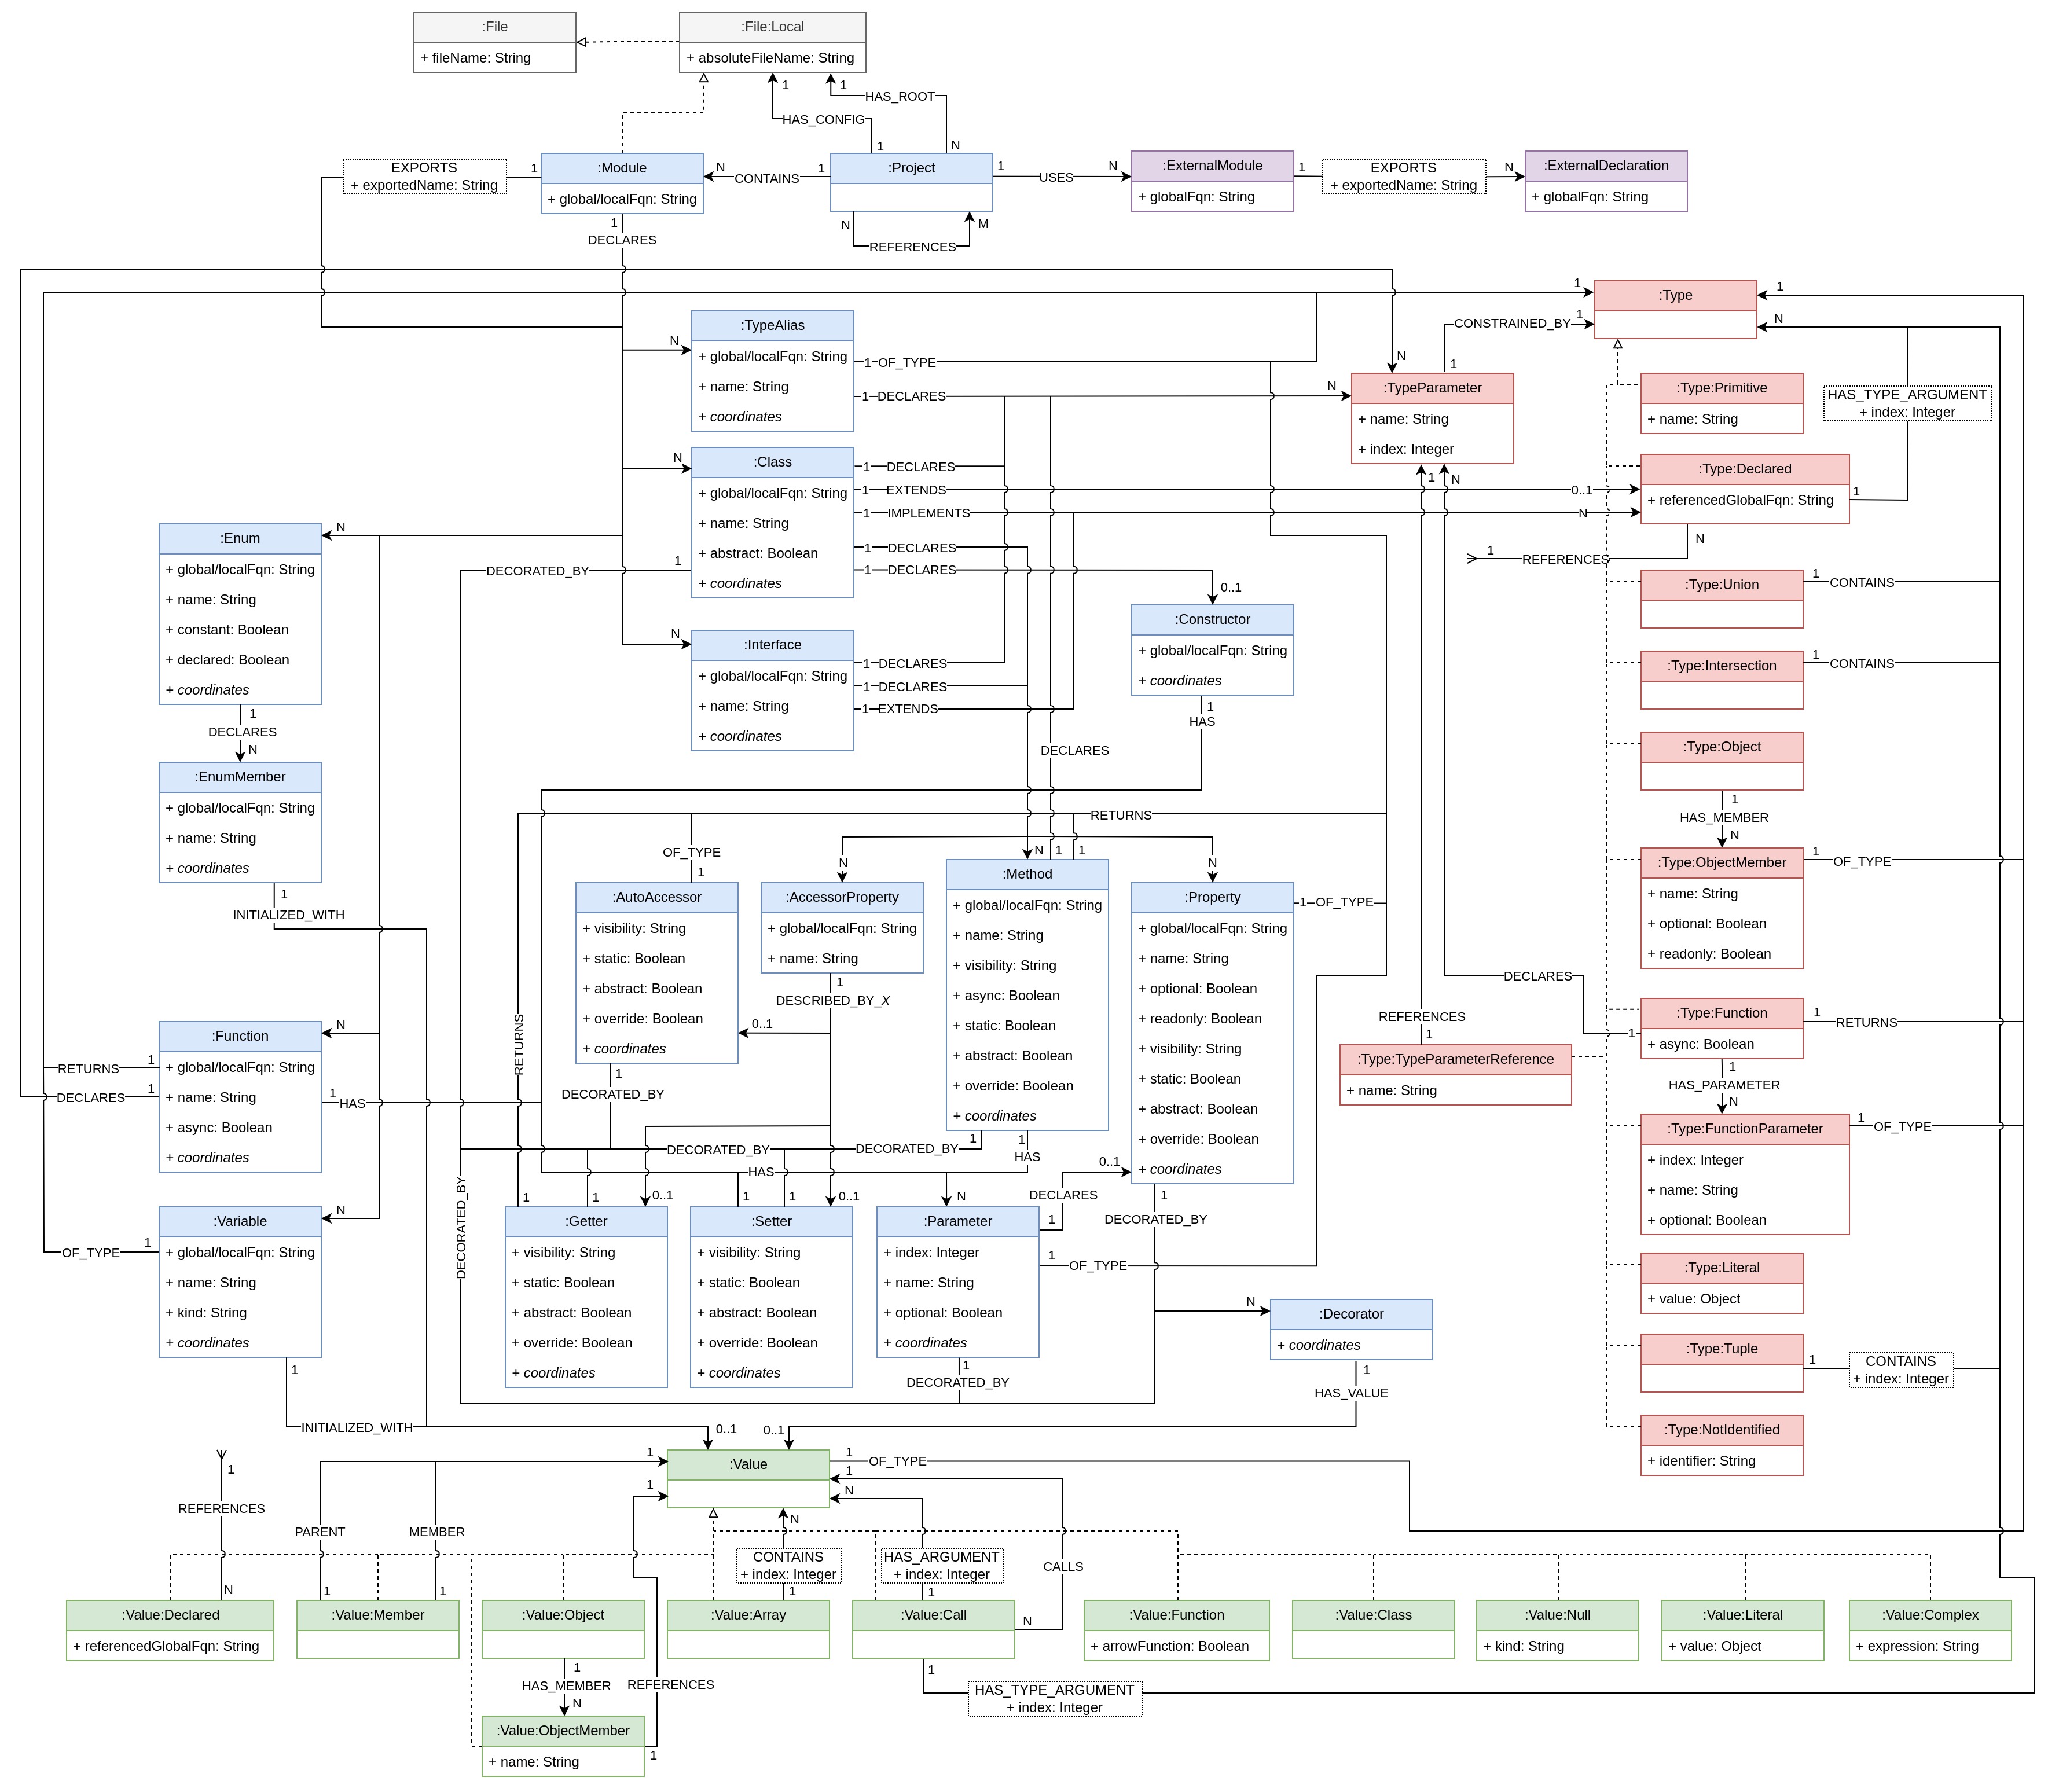 :File
+ fileName: String
:File:Local
+ absoluteFileName: String
1
1
HAS_ROOT
HAS_CONFIG
1
N
EXPORTS
+ exportedName: String
1
:Module
+ global/localFqn: String
N
CONTAINS
1
:Project
1
USES
N
:ExternalModule
+ globalFqn: String
1
EXPORTS
+ exportedName: String
N
:ExternalDeclaration
+ globalFqn: String
N
REFERENCES
M
1
DECLARES
1
:Type
1
N
CONSTRAINED_BY
1
1
N
:TypeAlias
+ global/localFqn: String
+ name: String
+ coordinates
N
1
OF_TYPE
1
DECLARES
N
:TypeParameter
+ name: String
+ index: Integer
1
N
:Type:Primitive
+ name: String
HAS_TYPE_ARGUMENT
+ index: Integer
:Class
+ global/localFqn: String
+ name: String
+ abstract: Boolean
+ coordinates
N
1
DECLARES
1
EXTENDS
0..1
1
IMPLEMENTS
N
1
DECLARES
1
DECLARES
0..1
1
DECORATED_BY
:Type:Declared
+ referencedGlobalFqn: String
1
N
REFERENCES
1
:Enum
+ global/localFqn: String
+ name: String
+ constant: Boolean
+ declared: Boolean
+ coordinates
N
1
DECLARES
N
:Interface
+ global/localFqn: String
+ name: String
+ coordinates
N
1
DECLARES
1
DECLARES
1
EXTENDS
:Constructor
+ global/localFqn: String
+ coordinates
1
HAS
:Type:Union
1
CONTAINS
:Type:Intersection
1
CONTAINS
:Type:Object
1
HAS_MEMBER
N
:EnumMember
+ global/localFqn: String
+ name: String
+ coordinates
1
INITIALIZED_WITH
DECLARES
RETURNS
OF_TYPE
1
N
N
1
1
N
:AutoAccessor
+ visibility: String
+ static: Boolean
+ abstract: Boolean
+ override: Boolean
+ coordinates
1
DECORATED_BY
:AccessorProperty
+ global/localFqn: String
+ name: String
1
DESCRIBED_BY_X
0..1
:Method
+ global/localFqn: String
+ name: String
+ visibility: String
+ async: Boolean
+ static: Boolean
+ abstract: Boolean
+ override: Boolean
+ coordinates
1
DECORATED_BY
1
HAS
:Property
+ global/localFqn: String
+ name: String
+ optional: Boolean
+ readonly: Boolean
+ visibility: String
+ static: Boolean
+ abstract: Boolean
+ override: Boolean
+ coordinates
1
OF_TYPE
1
DECORATED_BY
:Type:ObjectMember
+ name: String
+ optional: Boolean
+ readonly: Boolean
1
OF_TYPE
:Type:Function
+ async: Boolean
DECLARES
1
1
RETURNS
1
HAS_PARAMETER
N
REFERENCES
1
:Type:TypeParameterReference
+ name: String
:Type:FunctionParameter
+ index: Integer
+ name: String
+ optional: Boolean
1
OF_TYPE
:Function
+ global/localFqn: String
+ name: String
+ async: Boolean
+ coordinates
N
1
RETURNS
1
DECLARES
1
HAS
RETURNS
DECORATED_BY
HAS
DECORATED_BY
:Variable
+ global/localFqn: String
+ name: String
+ kind: String
+ coordinates
N
1
OF_TYPE
1
INITIALIZED_WITH
1
1
0..1
:Getter
+ visibility: String
+ static: Boolean
+ abstract: Boolean
+ override: Boolean
+ coordinates
1
1
0..1
:Setter
+ visibility: String
+ static: Boolean
+ abstract: Boolean
+ override: Boolean
+ coordinates
N
:Parameter
+ index: Integer
+ name: String
+ optional: Boolean
+ coordinates
1
DECLARES
0..1
1
OF_TYPE
1
DECORATED_BY
N
:Decorator
+ coordinates
1
HAS_VALUE
:Type:Literal
+ value: Object
:Type:Tuple
1
CONTAINS
+ index: Integer
:Type:NotIdentified
+ identifier: String
0..1
0..1
:Value
1
1
1
OF_TYPE
1
N
1
REFERENCES
N
PARENT
1
MEMBER
1
CONTAINS
+ index: Integer
N
1
HAS_ARGUMENT
+ index: Integer
1
CALLS
N
:Value:Declared
+ referencedGlobalFqn: String
:Value:Member
:Value:Object
:Value:Array
:Value:Call
:Value:Function
+ arrowFunction: Boolean
:Value:Class
:Value:Null
+ kind: String
:Value:Literal
+ value: Object
:Value:Complex
+ expression: String
1
HAS_MEMBER
N
REFERENCES
1
HAS_TYPE_ARGUMENT
+ index: Integer
:Value:ObjectMember
+ name: String
1